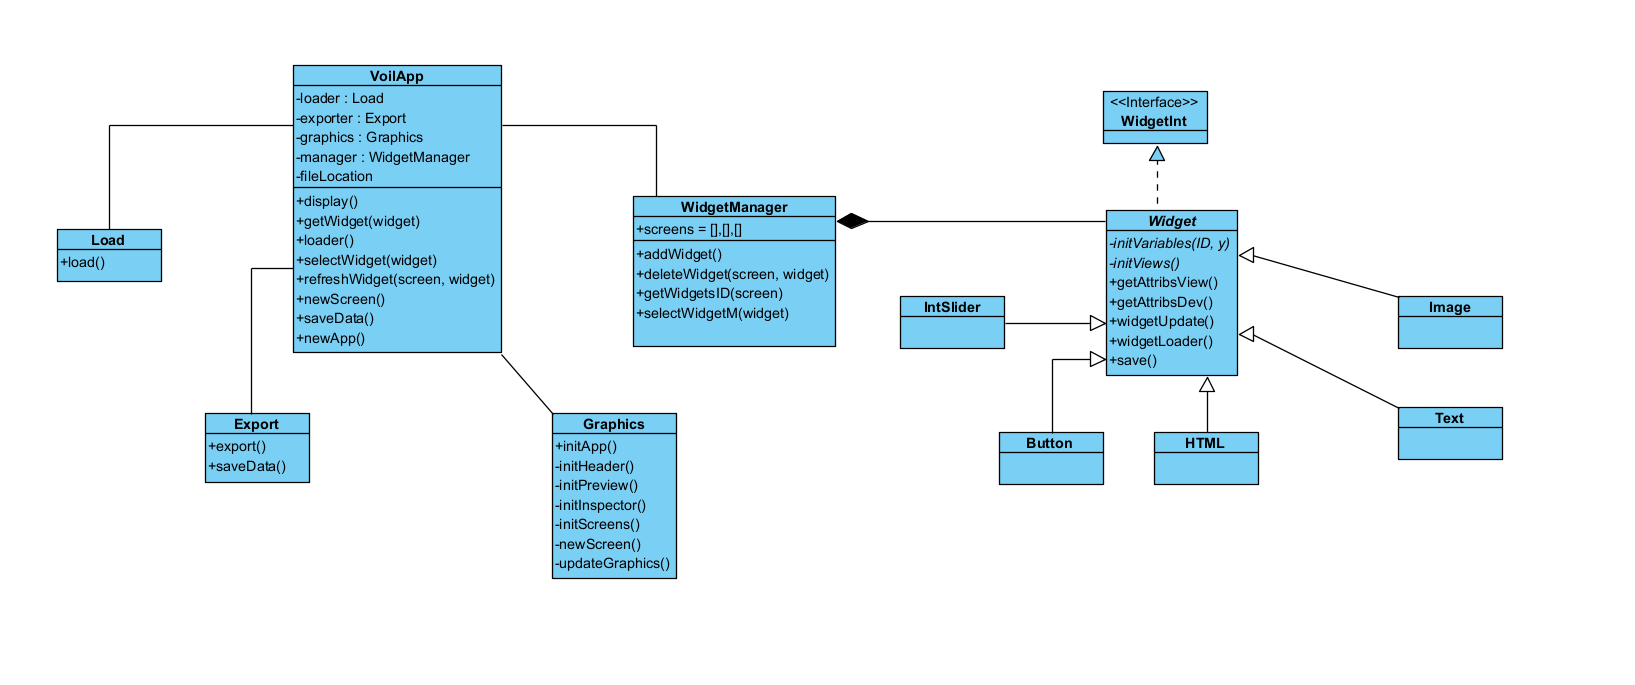 VoilApp
-loader : Load
-exporter : Export
-graphics : Graphics
-manager : WidgetManager
-fileLocation
+display()
+getWidget(widget)
+loader()
+selectWidget(widget)
+refreshWidget(screen, widget)
+newScreen()
+saveData()
+newApp()
Load
+load()
Export
+export()
+saveData()
Graphics
+initApp()
-initHeader()
-initPreview()
-initInspector()
-initScreens()
-newScreen()
-updateGraphics()
WidgetManager
+screens = [],[],[]
+addWidget()
+deleteWidget(screen, widget)
+getWidgetsID(screen)
+selectWidgetM(widget)
<<Interface>>
WidgetInt
Widget
-initVariables(ID, y)
-initViews()
+getAttribsView()
+getAttribsDev()
+widgetUpdate()
+widgetLoader()
+save()
IntSlider
Button
HTML
Image
Text